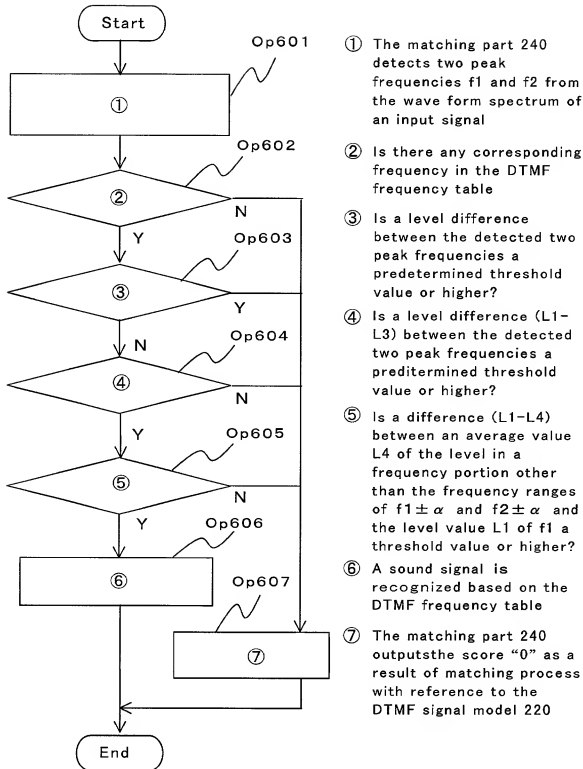 Start
Op601
①
Op602
②
N
Y
Op603
③
Y
N
Op604
④
N
Y
Op605
⑤
N
Y
Op606
⑥
Op607
⑦
End
① The matching part 240
detects two peak
frequencies f1 and f2 from
the wave form spectrum of
an input signal
② Is there any corresponding
frequency in the DTMF
frequency table
③ Is a level difference
between the detected two
peak frequencies a
predetermined threshold
value or higher?
④ Is a level difference (L1-
L3) between the detected
two peak frequencies a
preditermined threshold
value or higher?
⑤ Is a difference (L1-L4)
between an average value
L4 of the level in a
frequency portion other
than the frequency ranges
of f1±α and f2±α and
the level value L1 of f1 a
threshold value or higher?
⑥ A sound signal is
recognized based on the
DTMF frequency table
⑦ The matching part 240
outputsthe score “0” as a
result of matching process
with reference to the
DTMF signal model 220